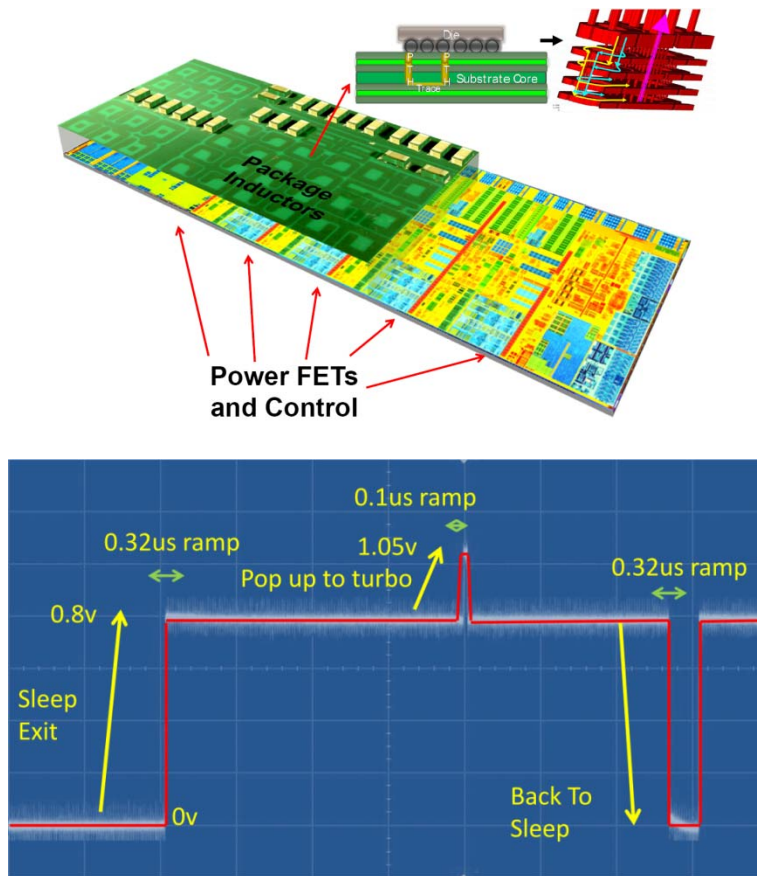 Die
P P
Substrate Core
H H
Trace
Package
Inductors
Power FETs
and Control
0.1us ramp
0.32us ramp
1.05v
Pop up to turbo
0.32us ramp
0.8v
Sleep
Exit
0v
Back To
Sleep